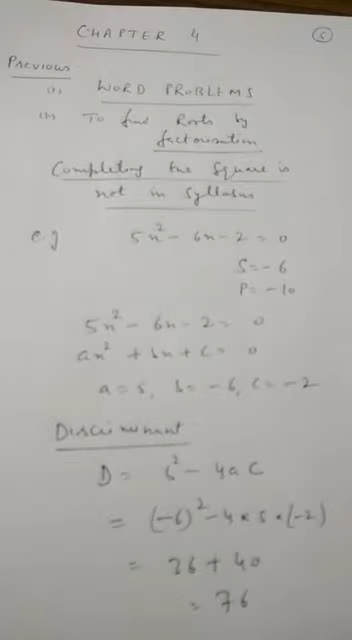 CHAPTER 4
5
PREVIOUS
(i) WORD PROBLEMS
(ii) To find Roots by
factorisation
Completing the Square is
not in syllabus
e.g 5x² - 6x - 2 = 0
S = -6
P = -10
5x² - 6x - 2 = 0
ax² + bx + c = 0
a = 5, b = -6, c = -2
Discriminant
D = b² - 4ac
= (-6)² - 4 × 5 × (-2)
= 36 + 40
= 76